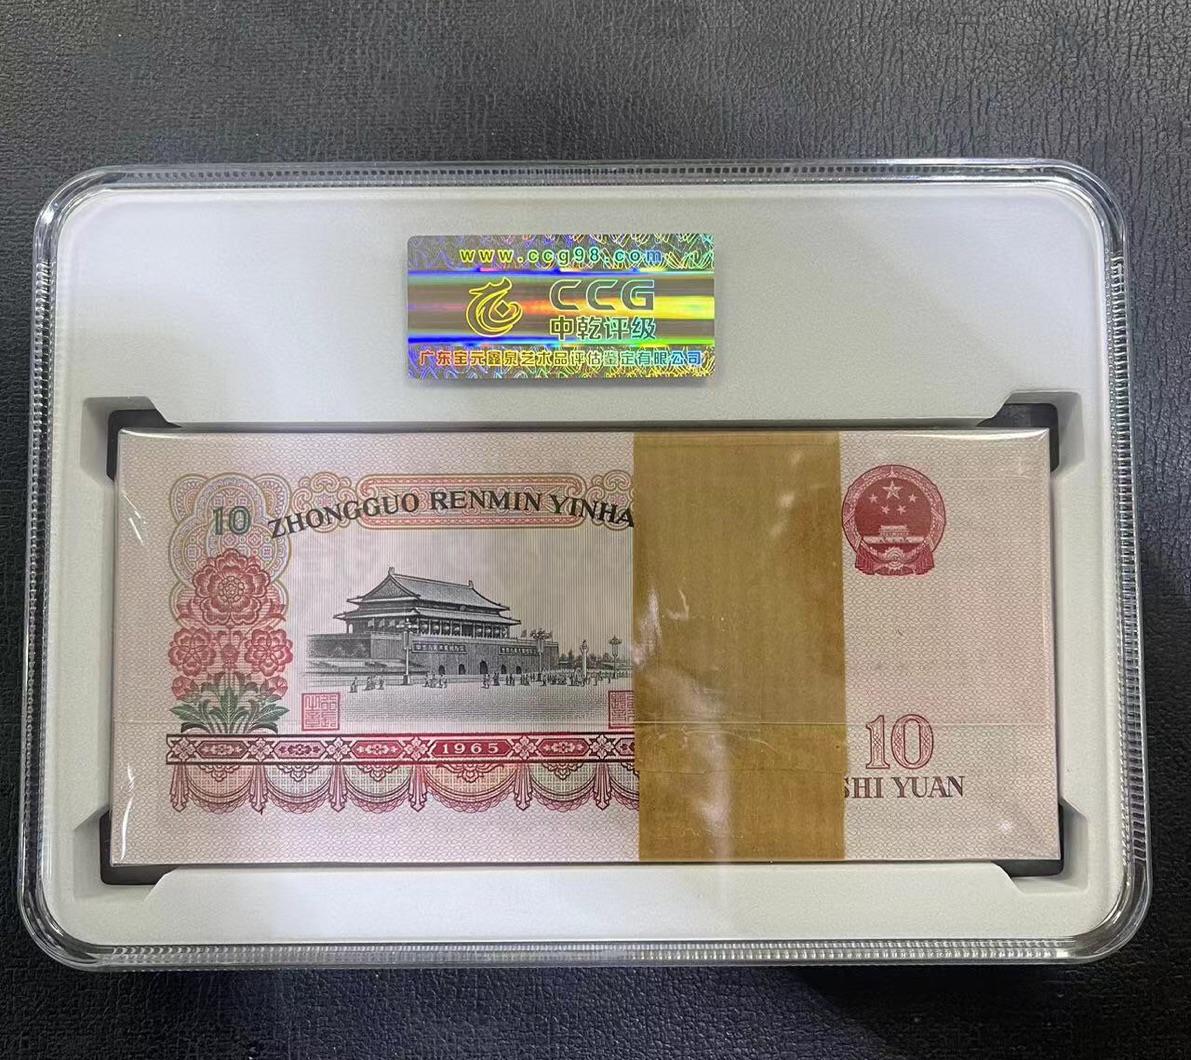 www.ccg98.com
CCG
中乾评级
广东宝元鑫泉艺术品评估鉴定有限公司
10 ZHONGGUO RENMIN YINHA
1965
10
SHI YUAN